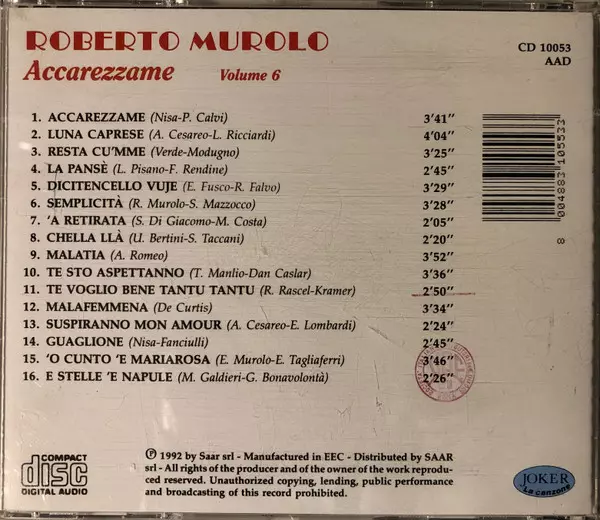 ROBERTO MUROLO
Accarezzame Volume 6
CD 10053
AAD
1. ACCAREZZAME (Nisa-P. Calvi) 3'41"
2. LUNA CAPRESE (A. Cesareo-L. Ricciardi) 4'04"
3. RESTA CU'MME (Verde-Modugno) 3'25"
4. LA PANSÈ (L. Pisano-F. Rendine) 2'45"
5. DICITENCELLO VUJE (E. Fusco-R. Falvo) 3'29"
6. SEMPLICITÀ (R. Murolo-S. Mazzocco) 3'28"
7. 'A RETIRATA (S. Di Giacomo-M. Costa) 2'05"
8. CHELLA LLÀ (U. Bertini-S. Taccani) 2'20"
9. MALATIA (A. Romeo) 3'52"
10. TE STO ASPETTANNO (T. Manlio-Dan Caslar) 3'36"
11. TE VOGLIO BENE TANTU TANTU (R. Rascel-Kramer) 2'50"
12. MALAFEMMENA (De Curtis) 3'34"
13. SUSPIRANNO MON AMOUR (A. Cesareo-E. Lombardi) 2'24"
14. GUAGLIONE (Nisa-Fanciulli) 2'45"
15. 'O CUNTO 'E MARIAROSA (E. Murolo-E. Tagliaferri) 3'46"
16. E STELLE 'E NAPULE (M. Galdieri-G. Bonavolontà) 2'26"
8 004883 105533
COMPACT
disc
DIGITAL AUDIO
℗ 1992 by Saar srl - Manufactured in EEC - Distributed by SAAR
srl - All rights of the producer and of the owner of the work reprodu-
ced reserved. Unauthorized copying, lending, public performance
and broadcasting of this record prohibited.
JOKER
La canzone